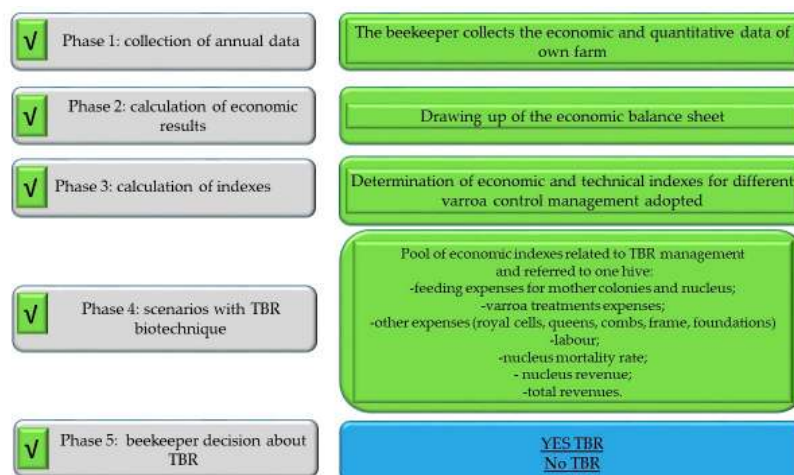 √
Phase 1: collection of annual data
The beekeeper collects the economic and quantitative data of
own farm
√
Phase 2: calculation of economic
results
Drawing up of the economic balance sheet
√
Phase 3: calculation of indexes
Determination of economic and technical indexes for different
varroa control management adopted
√
Phase 4: scenarios with TBR
biotechnique
Pool of economic indexes related to TBR management
and referred to one hive:
-feeding expenses for mother colonies and nucleus;
-varroa treatments expenses;
-other expenses (royal cells, queens, combs, frame, foundations)
-labour;
-nucleus mortality rate;
- nucleus revenue;
-total revenues.
√
Phase 5: beekeeper decision about
TBR
YES TBR
No TBR